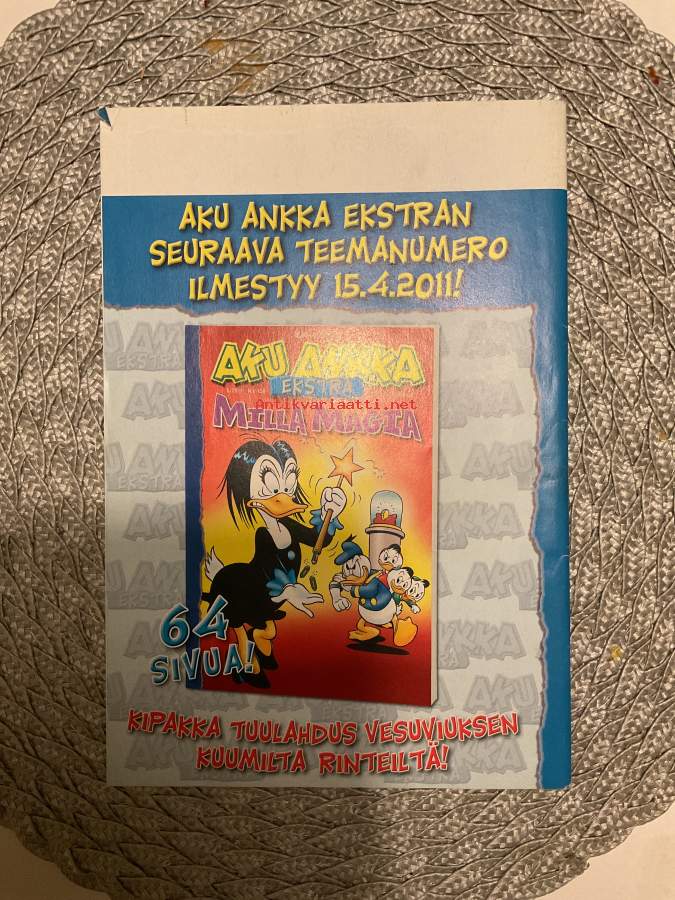 AKU ANKKA EKSTRAN
SEURAAVA TEEMANUMERO
ILMESTYY 15.4.2011!
AKU ANKKA
EKSTRA
Antikvariaatti.net
MILLA MAGIA
64
SIVUA!
KIPAKKA TUULAHDUS VESUVIUKSEN
KUUMILTA RINTEILTÄ!